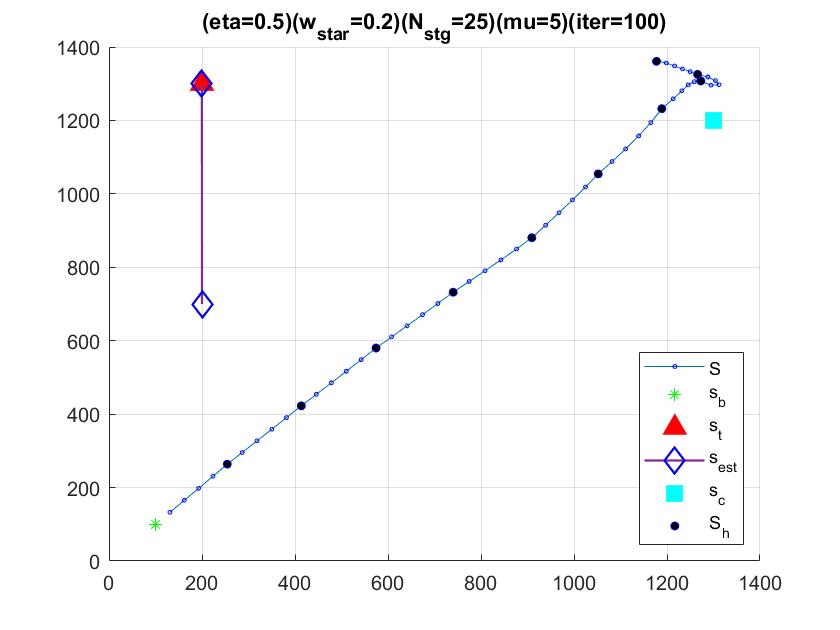 (eta=0.5)(w_star=0.2)(N_stg=25)(mu=5)(iter=100)
1400
1200
1000
800
600
400
200
0
0 200 400 600 800 1000 1200 1400
S
s_b
s_t
s_est
s_c
S_h